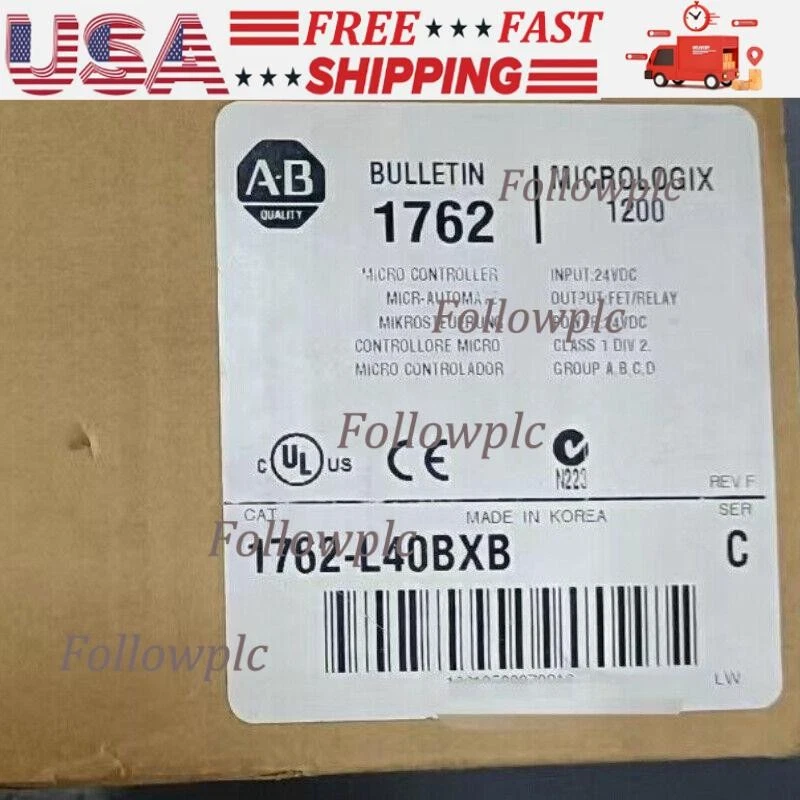 USA
FREE FAST
SHIPPING
A-B
QUALITY
BULLETIN
1762
MICROLOGIX
1200
MICRO CONTROLLER
INPUT:24VDC
OUTPUT:FET/RELAY
MIKROSTEUERUNG
CONTROLLORE MICRO
CLASS 1 DIV 2.
MICRO CONTROLADOR
GROUP A,B,C,D
Followplc
Followplc
Followplc
C UL US
CE
N223
REV F
CAT
MADE IN KOREA
SER
Followplc
1762-L40BXB
C
Followplc
LW